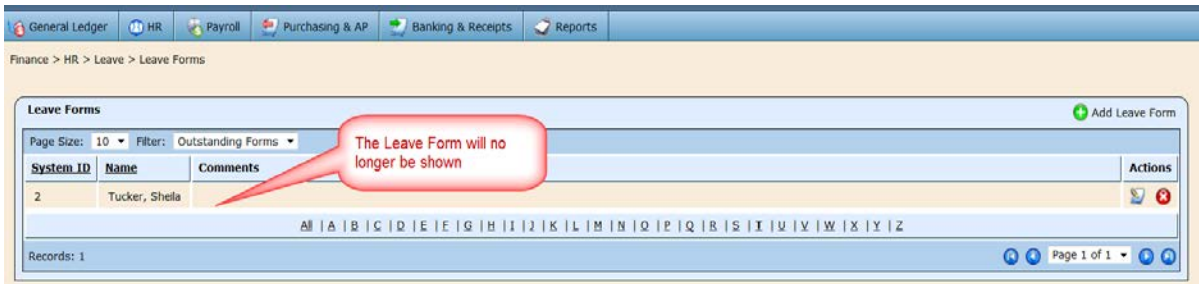 General Ledger HR Payroll Purchasing & AP Banking & Receipts Reports
Finance > HR > Leave > Leave Forms
Leave Forms Add Leave Form
Page Size: 10 Filter: Outstanding Forms
The Leave Form will no
longer be shown
System ID Name Comments Actions
2 Tucker, Sheila
All | A | B | C | D | E | F | G | H | I | J | K | L | M | N | O | P | Q | R | S | T | U | V | W | X | Y | Z
Records: 1 Page 1 of 1